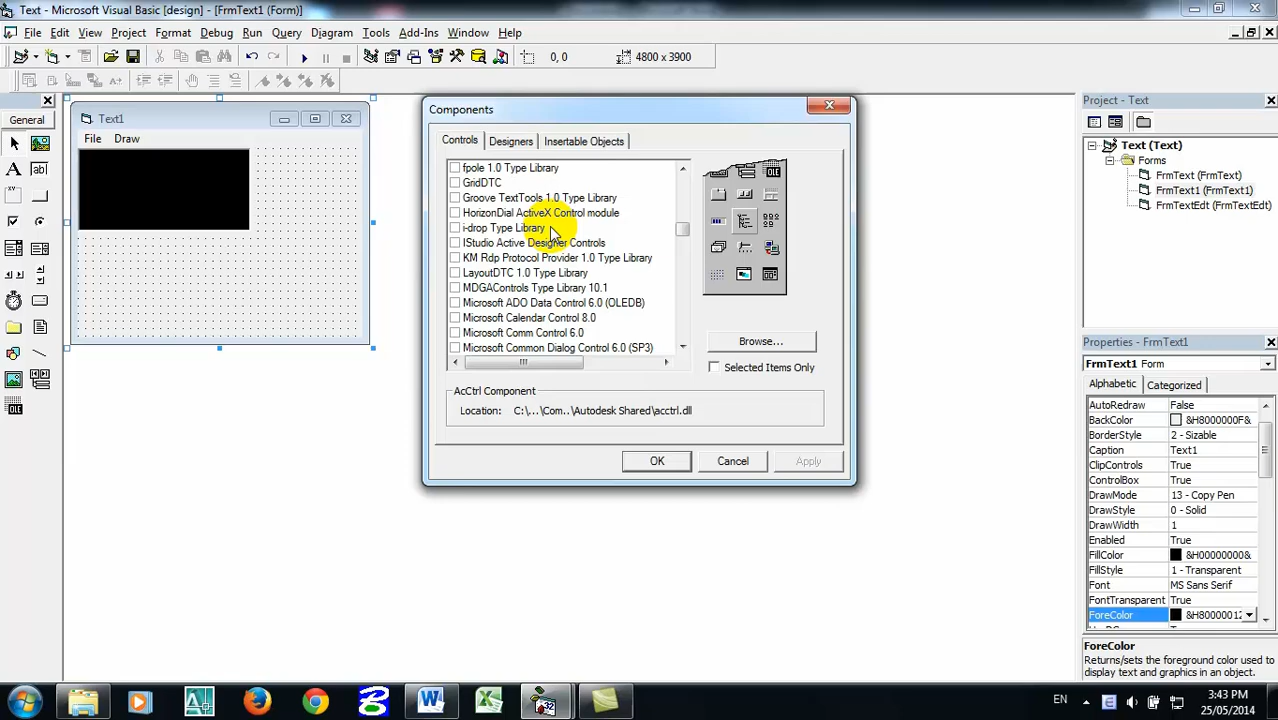 Text - Microsoft Visual Basic [design] - [FrmText1 (Form)]
File Edit View Project Format Debug Run Query Diagram Tools Add-Ins Window Help
0, 0
4800 x 3900
General
Text1
File Draw
Components
Controls Designers Insertable Objects
fpole 1.0 Type Library
GridDTC
Groove TextTools 1.0 Type Library
HorizonDial ActiveX Control module
i-drop Type Library
IStudio Active Designer Controls
KM Rdp Protocol Provider 1.0 Type Library
LayoutDTC 1.0 Type Library
MDGAControls Type Library 10.1
Microsoft ADO Data Control 6.0 (OLEDB)
Microsoft Calendar Control 8.0
Microsoft Comm Control 6.0
Microsoft Common Dialog Control 6.0 (SP3)
OLE
Browse...
Selected Items Only
AcCtrl Component
Location: C:\...\Com..\Autodesk Shared\acctrl.dll
OK Cancel Apply
Project - Text
Text (Text)
Forms
FrmText (FrmText)
FrmText1 (FrmText1)
FrmTextEdt (FrmTextEdt)
Properties - FrmText1
FrmText1 Form
Alphabetic Categorized
AutoRedraw False
BackColor &H8000000F&
BorderStyle 2 - Sizable
Caption Text1
ClipControls True
ControlBox True
DrawMode 13 - Copy Pen
DrawStyle 0 - Solid
DrawWidth 1
Enabled True
FillColor &H00000000&
FillStyle 1 - Transparent
Font MS Sans Serif
FontTransparent True
ForeColor &H80000012
ForeColor
Returns/sets the foreground color used to
display text and graphics in an object.
EN
3:43 PM
25/05/2014